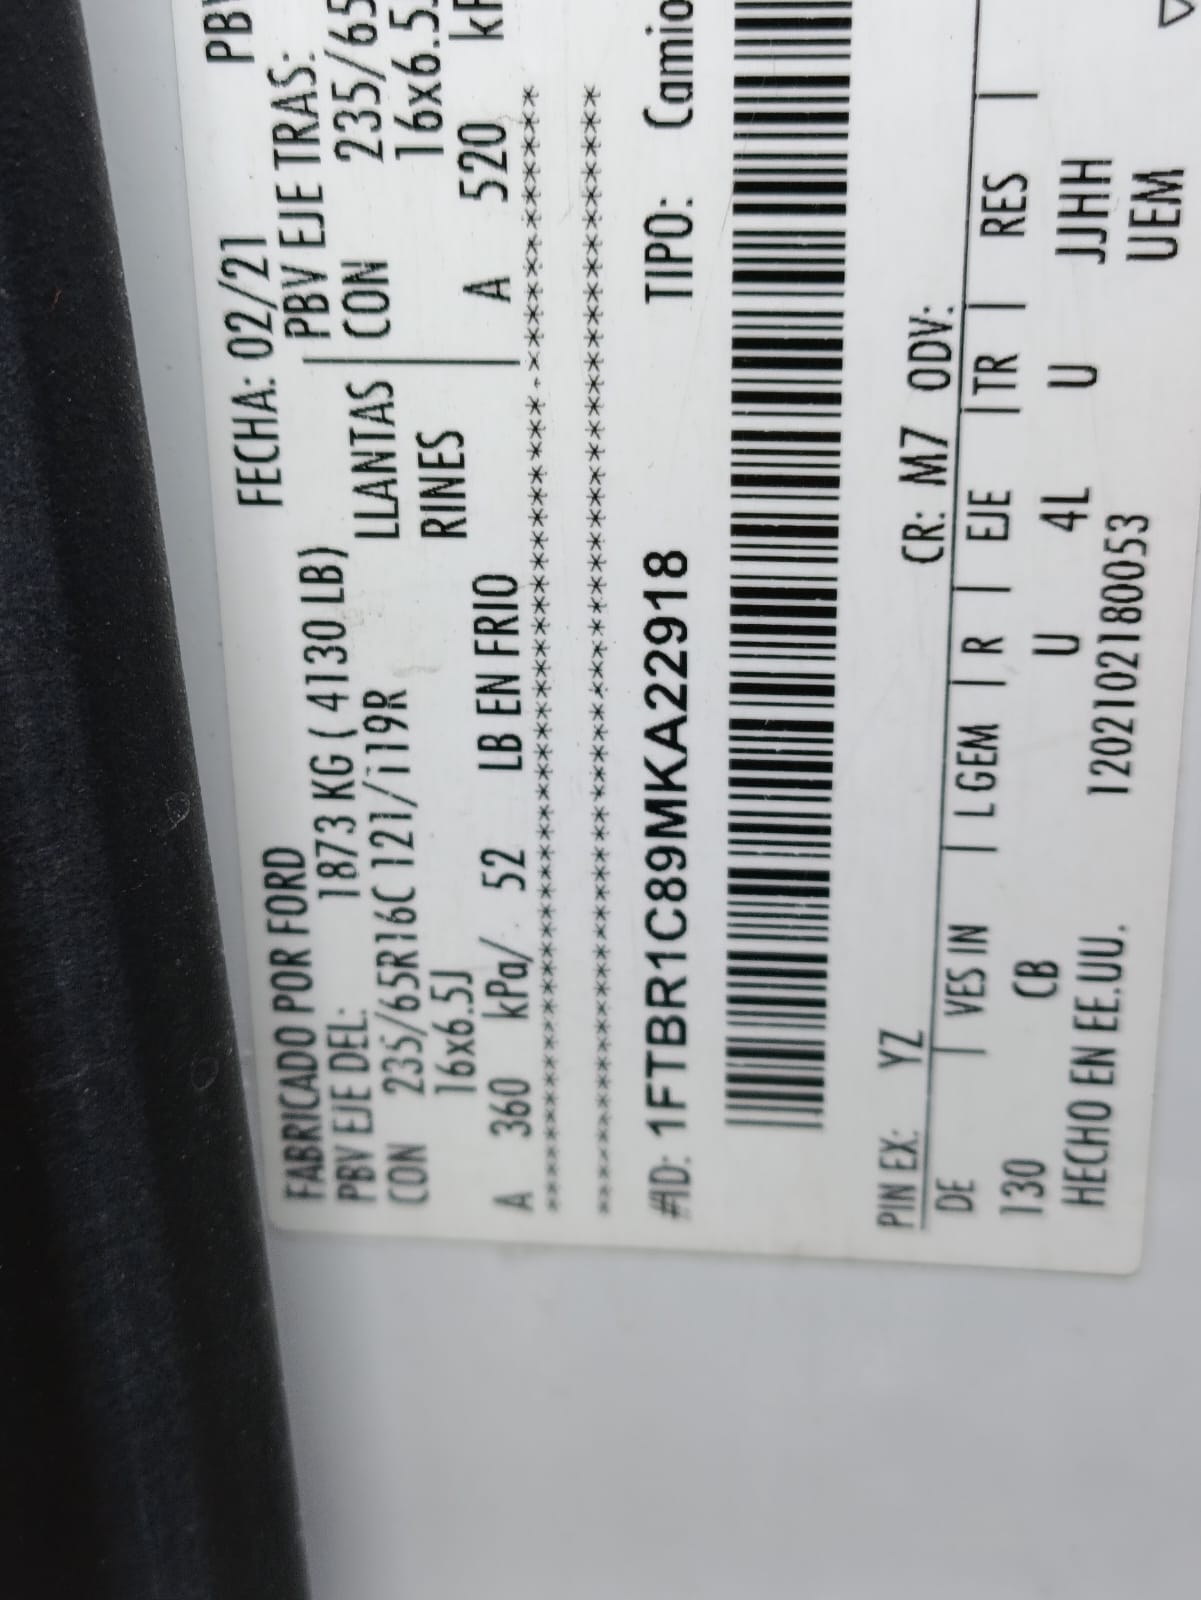 FABRICADO POR FORD FECHA: 02/21
PBV EJE DEL: 1873 KG ( 4130 LB) PBV EJE TRAS:
CON 235/65R16C 121/119R LLANTAS CON 235/65
16x6.5J RINES 16x6.5J
A 360 kPa/ 52 LB EN FRIO A 520
#ID: 1FTBR1C89MKA22918 TIPO:
PIN EX: YZ CR: M7 ODV:
DE VES IN LGEM R EJE TR RES
130 CB U 4L U JJHH
HECHO EN EE.UU. 1202102180053 UEM